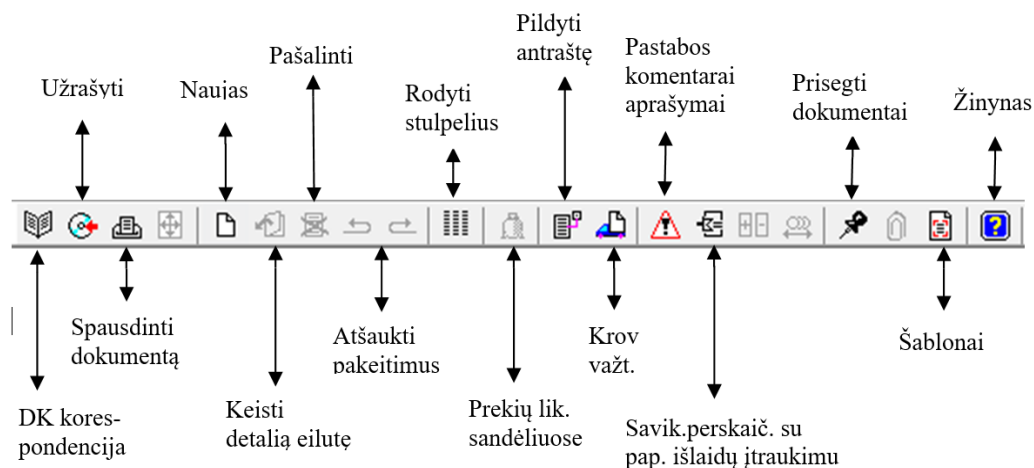 Užrašyti
Naujas
Pašalinti
Rodyti
stulpelius
Pildyti
antraštę
Pastabos
komentarai
aprašymai
Prisegti
dokumentai
Žinynas
DK kores-
pondencija
Spausdinti
dokumentą
Keisti
detalią eilutę
Atšaukti
pakeitimus
Prekių lik.
sandėliuose
Krov
važt.
Savik.perskaič. su
pap. išlaidų įtraukimu
Šablonai